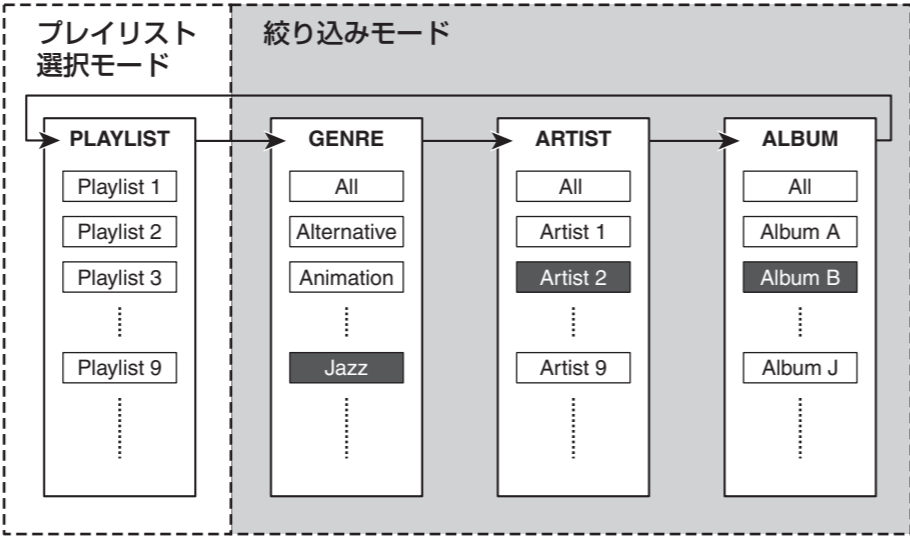 プレイリスト
選択モード
絞り込みモード
PLAYLIST
Playlist 1
Playlist 2
Playlist 3
Playlist 9
GENRE
All
Alternative
Animation
Jazz
ARTIST
All
Artist 1
Artist 2
Artist 9
ALBUM
All
Album A
Album B
Album J